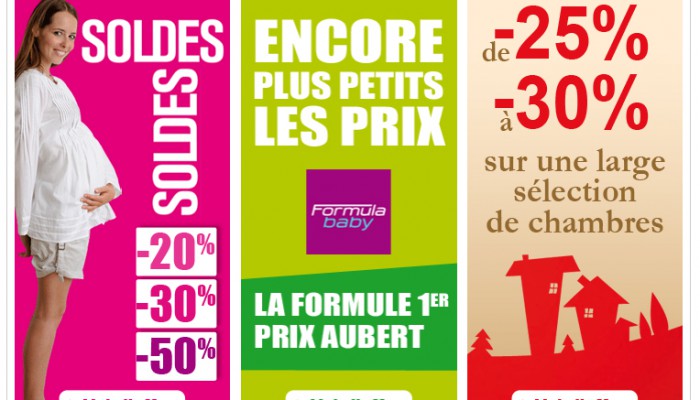 SOLDES
SOLDES
-20%
-30%
-50%
ENCORE
PLUS PETITS
LES PRIX
Formula
baby
LA FORMULE 1ER
PRIX AUBERT
de -25%
à -30%
sur une large
sélection
de chambres